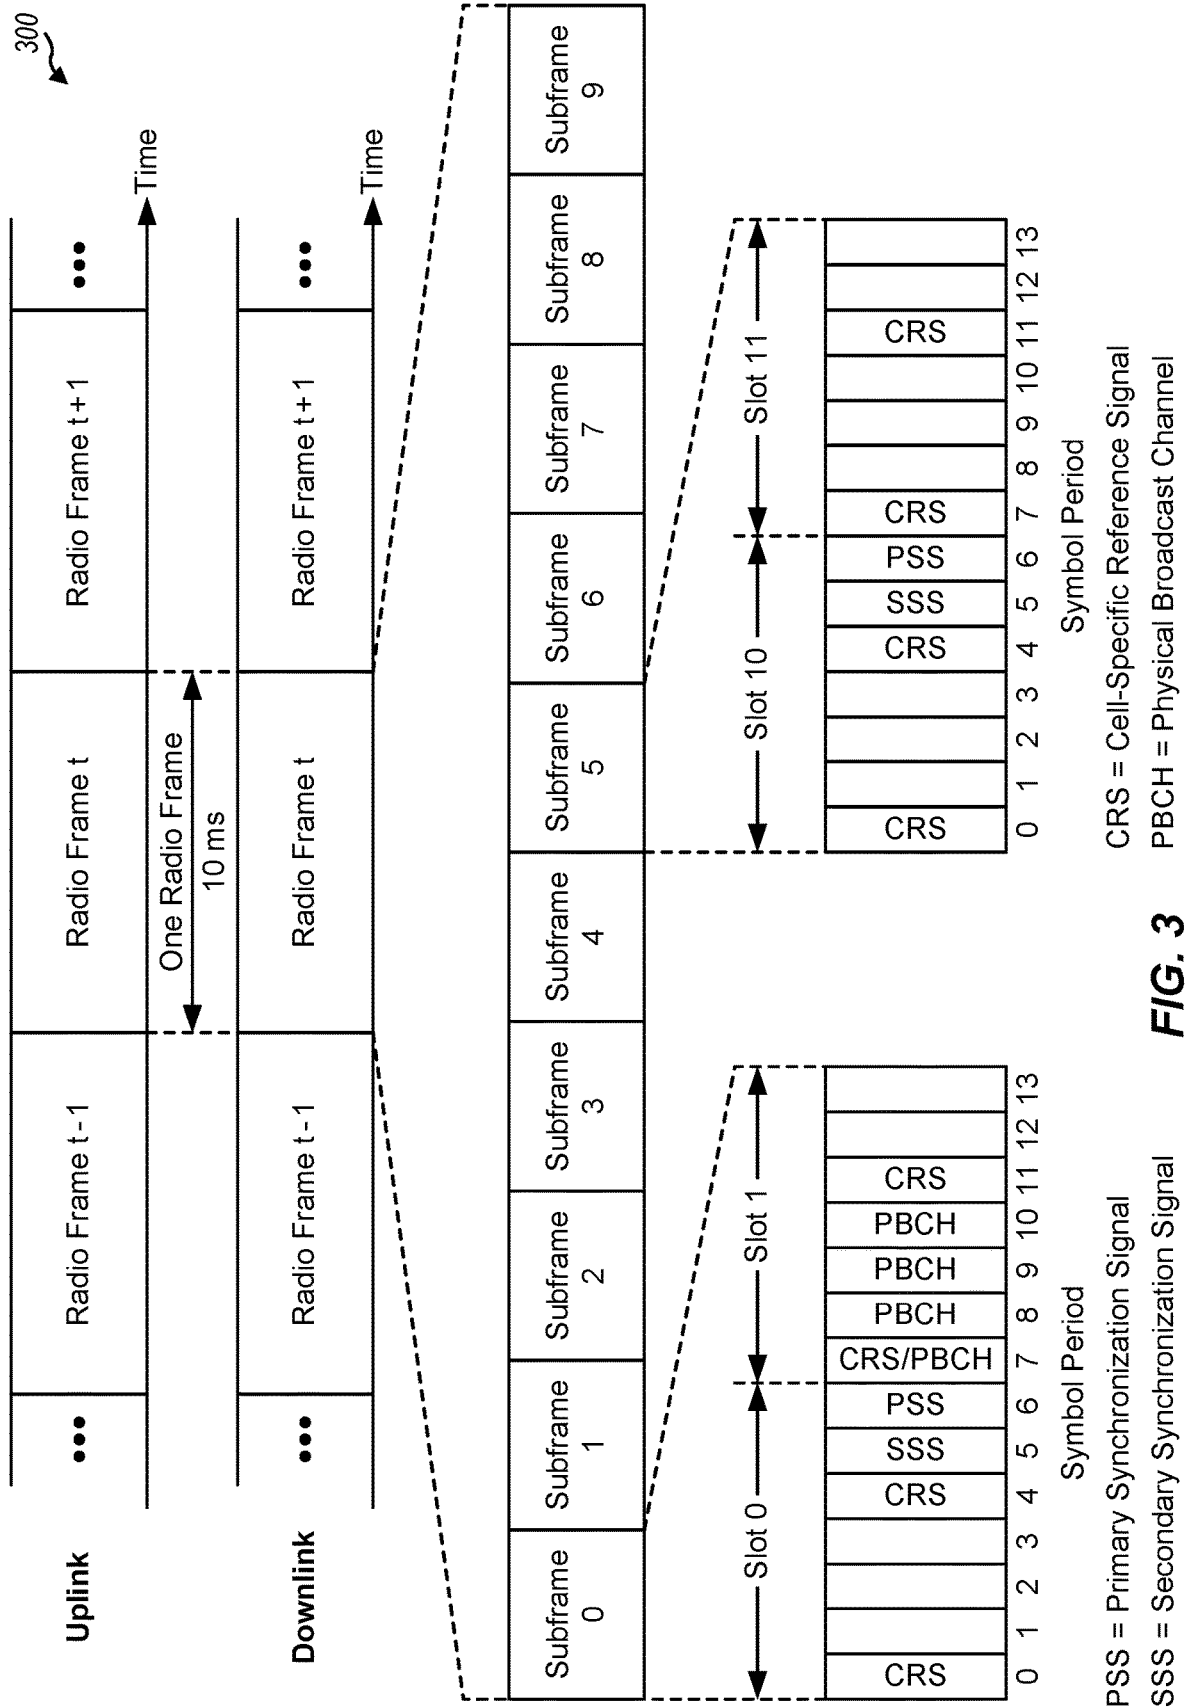 300
Uplink
••• Radio Frame t - 1 Radio Frame t Radio Frame t + 1 •••
Time
One Radio Frame
10 ms
Downlink
••• Radio Frame t - 1 Radio Frame t Radio Frame t + 1 •••
Time
Subframe 0
Subframe 1
Subframe 2
Subframe 3
Subframe 4
Subframe 5
Subframe 6
Subframe 7
Subframe 8
Subframe 9
Slot 0 Slot 1
CRS CRS SSS PSS CRS/PBCH PBCH PBCH PBCH CRS
0 1 2 3 4 5 6 7 8 9 10 11 12 13
Symbol Period
Slot 10 Slot 11
CRS CRS SSS PSS CRS CRS
0 1 2 3 4 5 6 7 8 9 10 11 12 13
Symbol Period
PSS = Primary Synchronization Signal
SSS = Secondary Synchronization Signal
CRS = Cell-Specific Reference Signal
PBCH = Physical Broadcast Channel
FIG. 3